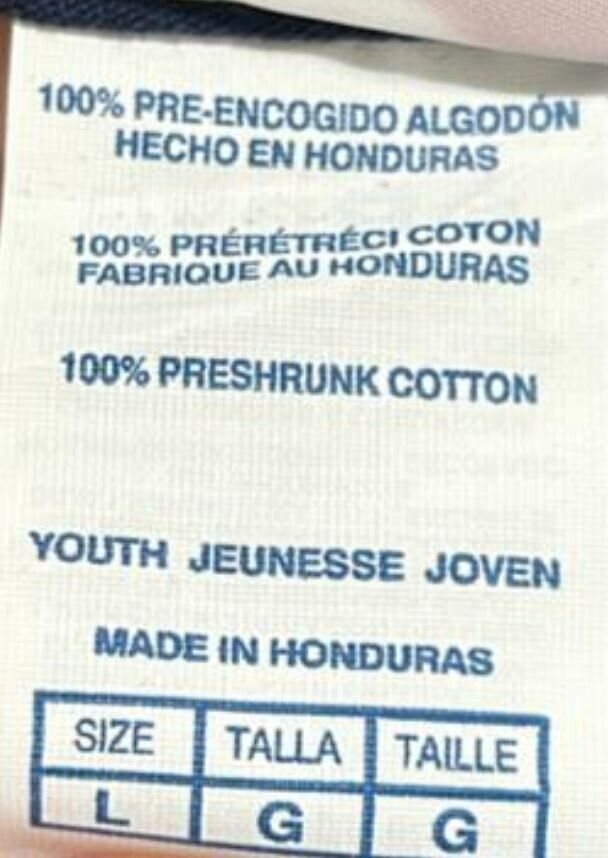 100% PRE-ENCOGIDO ALGODÓN
HECHO EN HONDURAS
100% PRÉRÉTRÉCI COTON
FABRIQUE AU HONDURAS
100% PRESHRUNK COTTON
YOUTH JEUNESSE JOVEN
MADE IN HONDURAS
SIZE TALLA TAILLE
L G G